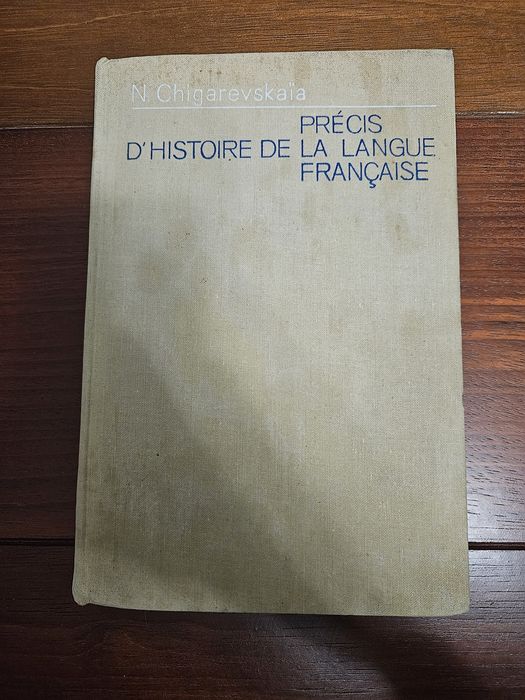 N. Chigarevskaïa
PRÉCIS
D'HISTOIRE DE LA LANGUE
FRANÇAISE